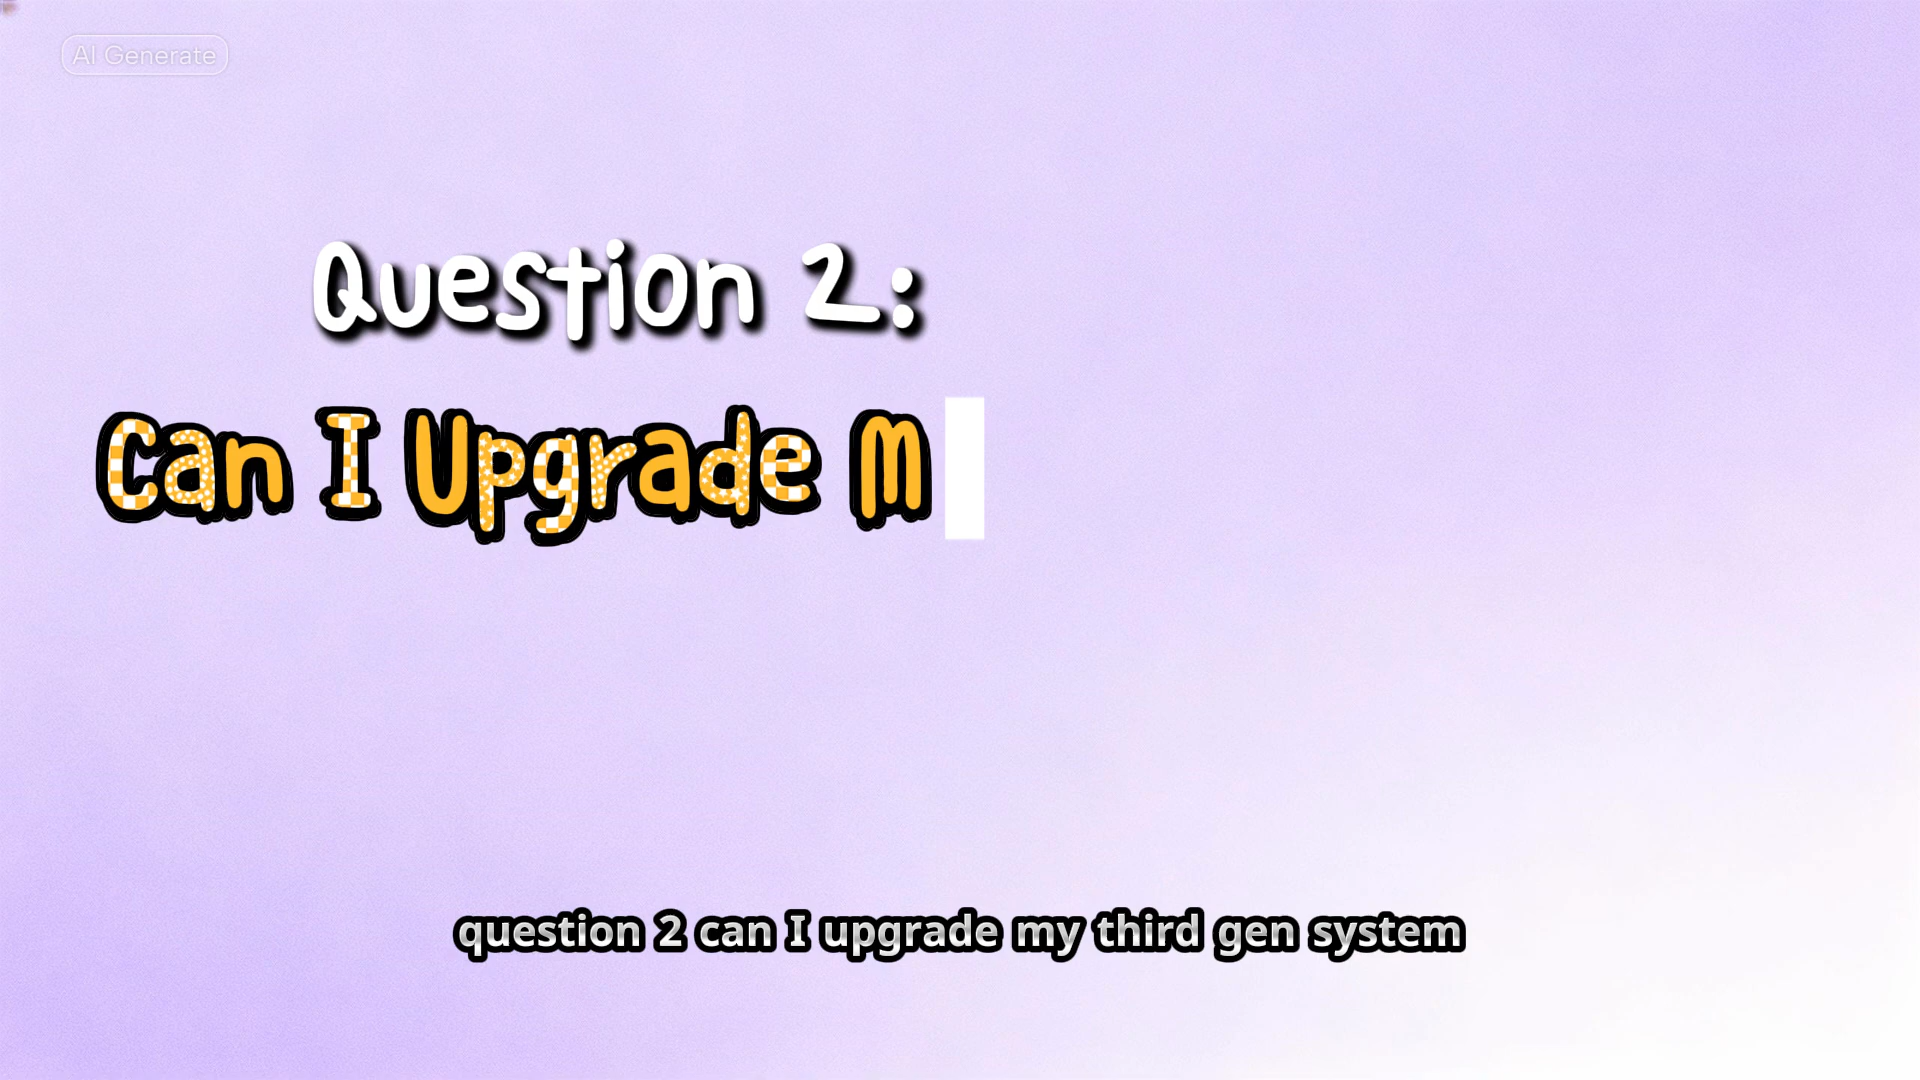 AI Generate
Question 2:
Can I Upgrade M
question 2 can I upgrade my third gen system